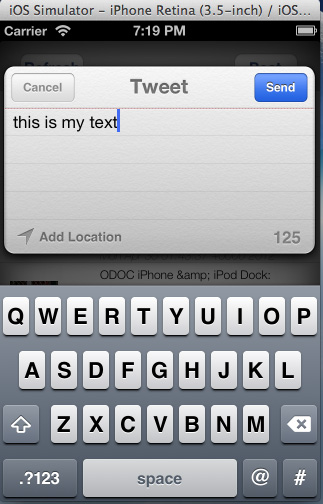 iOS Simulator - iPhone Retina (3.5-inch) / iOS...
Carrier 7:19 PM
Cancel Tweet Send
this is my text
Add Location 125
ODOC iPhone &amp; iPod Dock:
Q W E R T Y U I O P
A S D F G H J K L
Z X C V B N M
.?123 space @ #